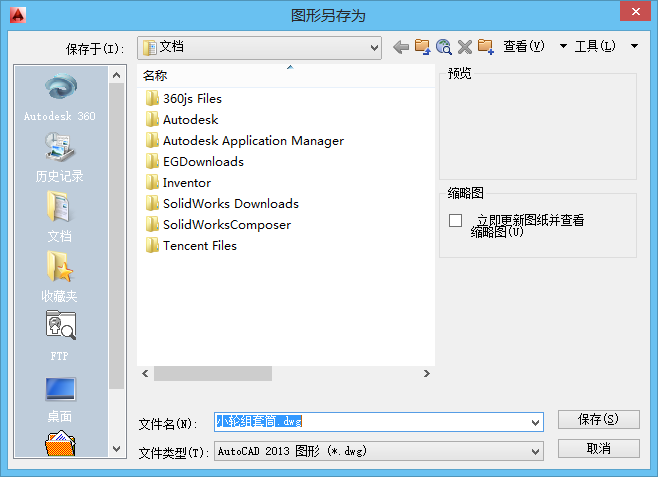 图形另存为
保存于(I):
文档
查看(V)
工具(L)
Autodesk 360
历史记录
文档
收藏夹
FTP
桌面
名称
360js Files
Autodesk
Autodesk Application Manager
EGDownloads
Inventor
SolidWorks Downloads
SolidWorksComposer
Tencent Files
预览
缩略图
立即更新图纸并查看
缩略图(U)
文件名(N):
小轮组套筒.dwg
保存(S)
文件类型(T):
AutoCAD 2013 图形 (*.dwg)
取消